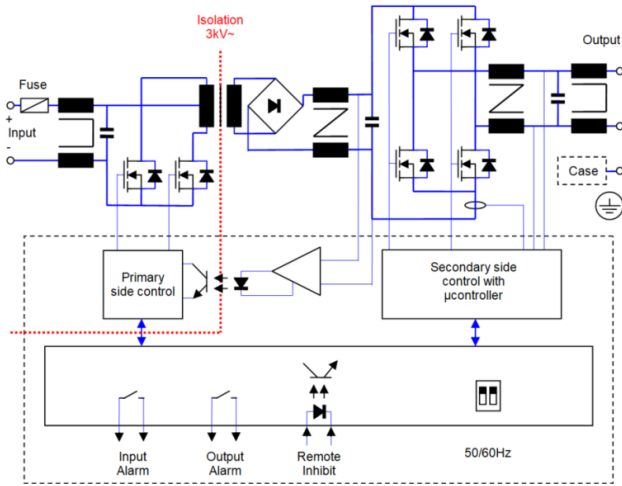 Isolation
3kV~
Output
Fuse
+
Input
-
Case
Primary
side control
Secondary side
control with
µcontroller
Input
Alarm
Output
Alarm
Remote
Inhibit
50/60Hz